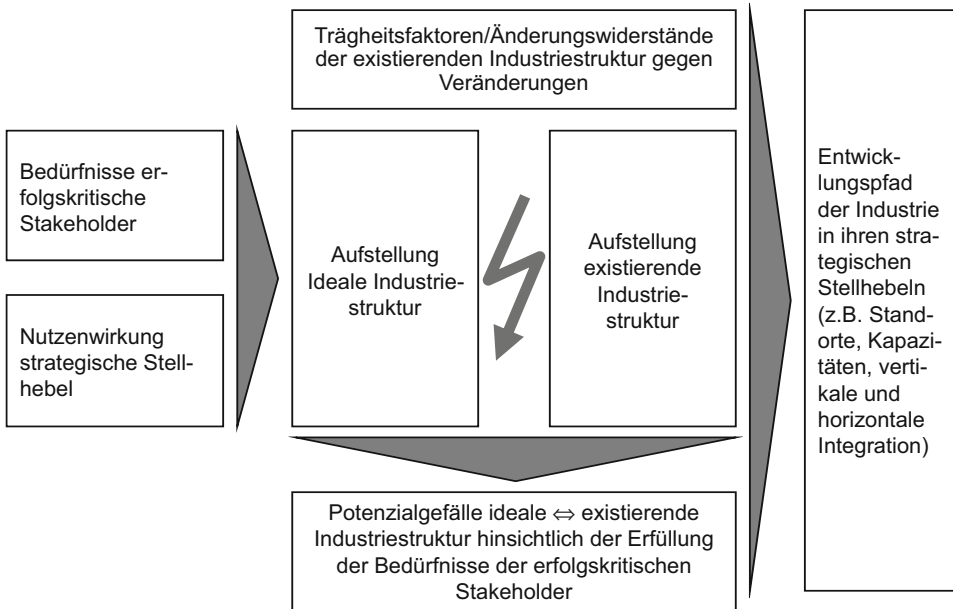 Trägheitsfaktoren/Änderungswiderstände
der existierenden Industriestruktur gegen
Veränderungen
Bedürfnisse er-
folgskritische
Stakeholder
Nutzenwirkung
strategische Stell-
hebel
Aufstellung
Ideale Industrie-
struktur
Aufstellung
existierende
Industrie-
struktur
Potenzialgefälle ideale ⇔ existierende
Industriestruktur hinsichtlich der Erfüllung
der Bedürfnisse der erfolgskritischen
Stakeholder
Entwick-
lungspfad
der Industrie
in ihren stra-
tegischen
Stellhebeln
(z.B. Stand-
orte, Kapazi-
täten, verti-
kale und
horizontale
Integration)